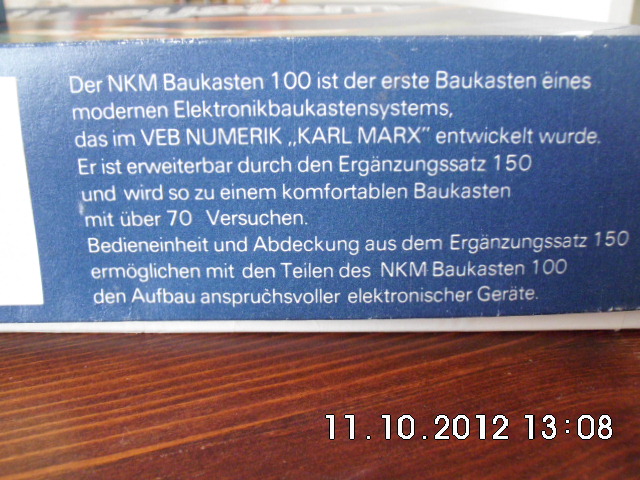 Der NKM Baukasten 100 ist der erste Baukasten eines
modernen Elektronikbaukastensystems,
das im VEB NUMERIK „KARL MARX" entwickelt wurde.
Er ist erweiterbar durch den Ergänzungssatz 150
und wird so zu einem komfortablen Baukasten
mit über 70 Versuchen.
Bedieneinheit und Abdeckung aus dem Ergänzungssatz 150
ermöglichen mit den Teilen des NKM Baukasten 100
den Aufbau anspruchsvoller elektronischer Geräte.
11.10.2012 13:08